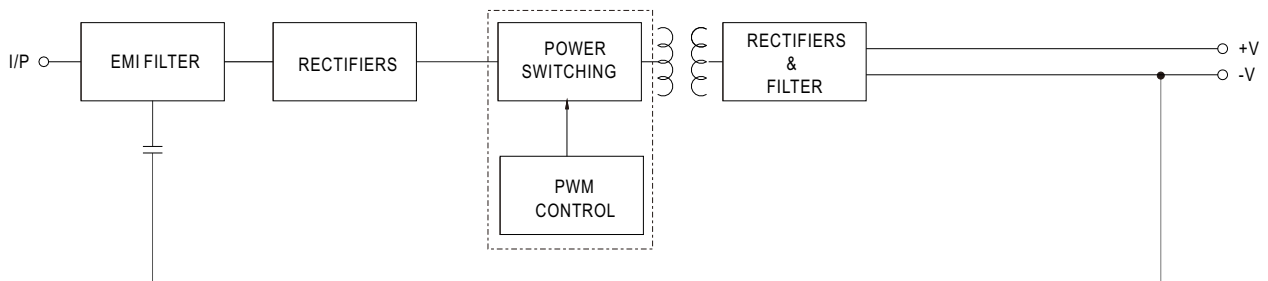 I/P
EMI FILTER
RECTIFIERS
POWER
SWITCHING
PWM
CONTROL
RECTIFIERS
&
FILTER
+V
-V